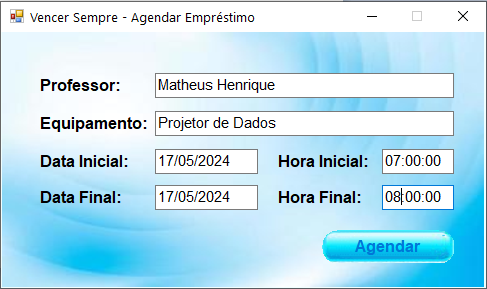 Vencer Sempre - Agendar Empréstimo
Professor: Matheus Henrique
Equipamento: Projetor de Dados
Data Inicial: 17/05/2024 Hora Inicial: 07:00:00
Data Final: 17/05/2024 Hora Final: 08:00:00
Agendar